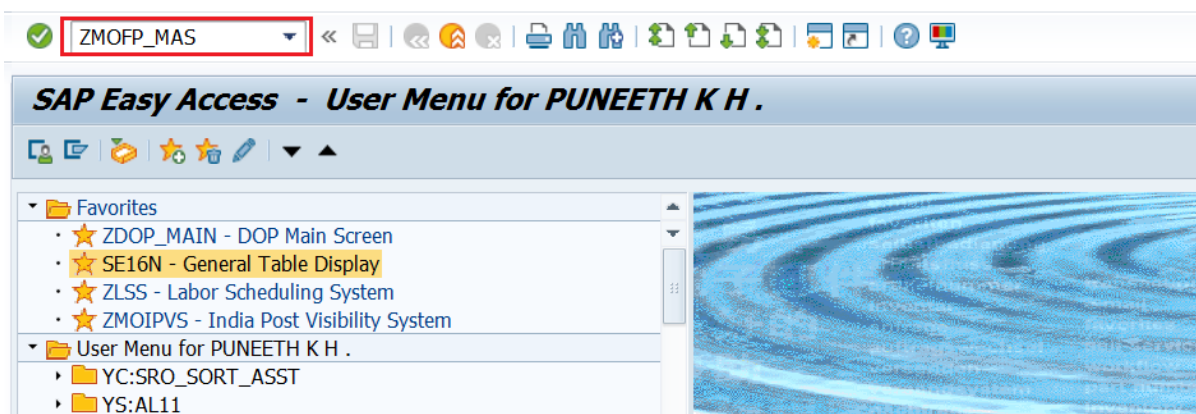 ZMOFP_MAS
SAP Easy Access - User Menu for PUNEETH K H .
Favorites
ZDOP_MAIN - DOP Main Screen
SE16N - General Table Display
ZLSS - Labor Scheduling System
ZMOIPVS - India Post Visibility System
User Menu for PUNEETH K H .
YC:SRO_SORT_ASST
YS:AL11